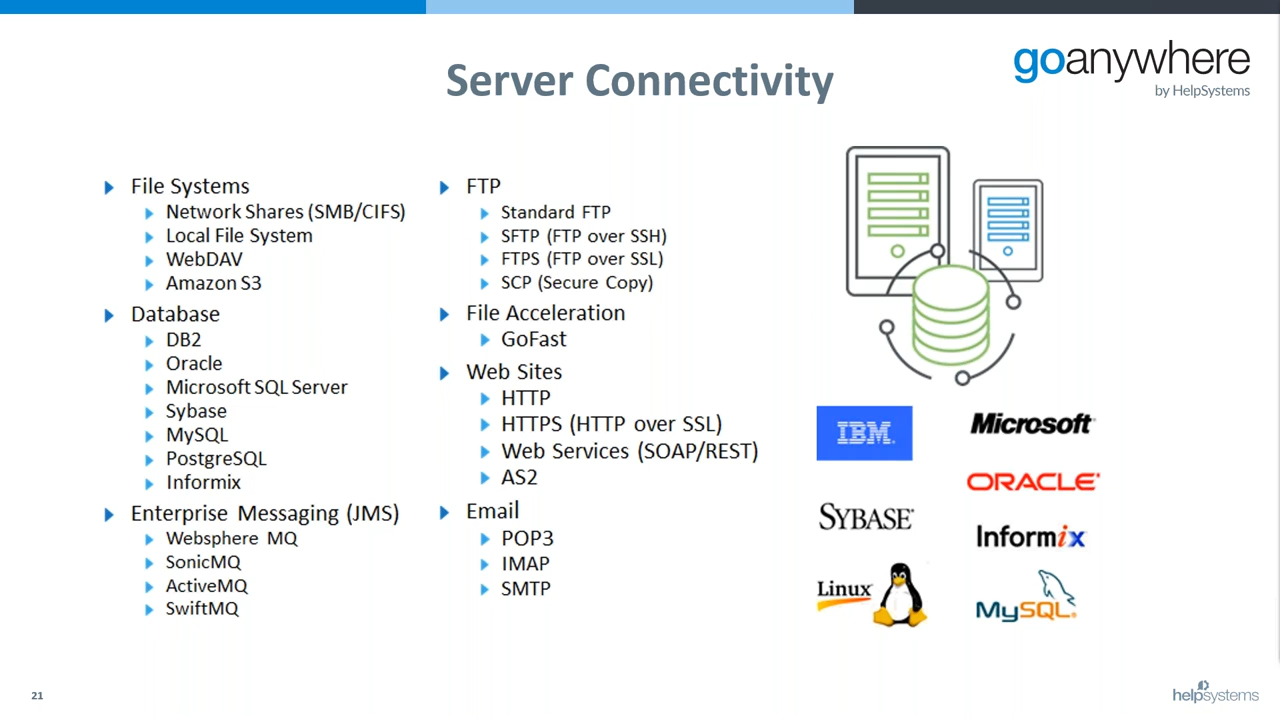 Server Connectivity
goanywhere
by HelpSystems
File Systems
Network Shares (SMB/CIFS)
Local File System
WebDAV
Amazon S3
Database
DB2
Oracle
Microsoft SQL Server
Sybase
MySQL
PostgreSQL
Informix
Enterprise Messaging (JMS)
Websphere MQ
SonicMQ
ActiveMQ
SwiftMQ
FTP
Standard FTP
SFTP (FTP over SSH)
FTPS (FTP over SSL)
SCP (Secure Copy)
File Acceleration
GoFast
Web Sites
HTTP
HTTPS (HTTP over SSL)
Web Services (SOAP/REST)
AS2
Email
POP3
IMAP
SMTP
IBM
Microsoft
ORACLE
SYBASE
Informix
Linux
MySQL
21
helpsystems